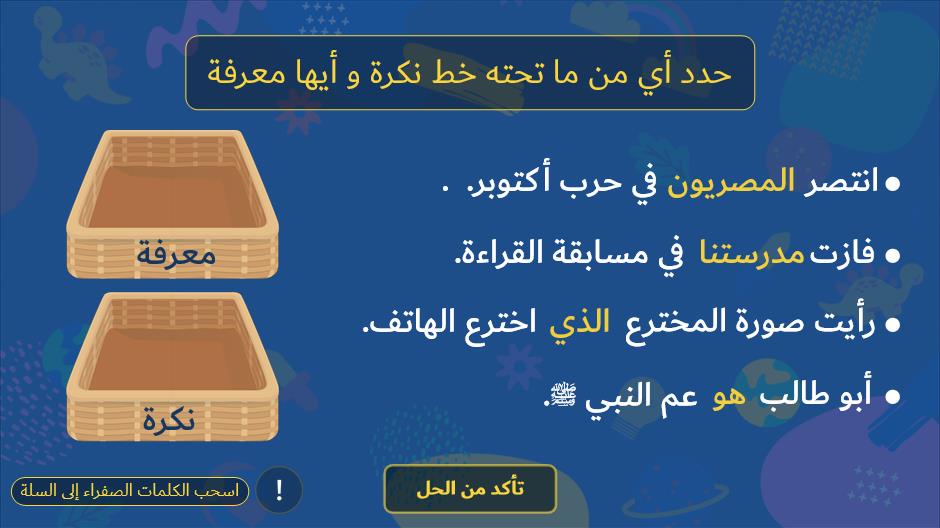 حدد أي من ما تحته خط نكرة و أيها معرفة
● انتصر المصريون في حرب أكتوبر. .
● فازت مدرستنا في مسابقة القراءة.
● رأيت صورة المخترع الذي اخترع الهاتف.
● أبو طالب هو عم النبي ﷺ.
معرفة
نكرة
تأكد من الحل
!
اسحب الكلمات الصفراء إلى السلة